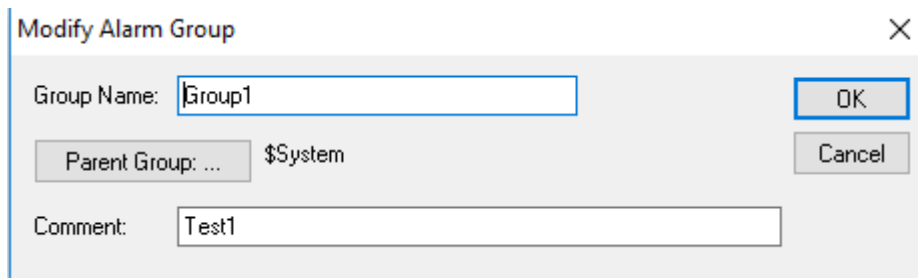 Modify Alarm Group
Group Name: Group1
OK
Parent Group: ... $System
Cancel
Comment: Test1